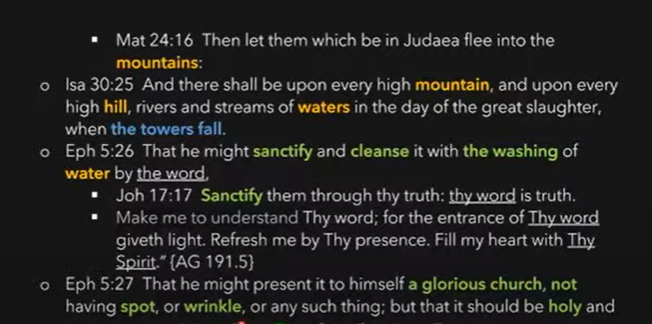 ▪ Mat 24:16 Then let them which be in Judaea flee into the
mountains:
o Isa 30:25 And there shall be upon every high mountain, and upon every
high hill, rivers and streams of waters in the day of the great slaughter,
when the towers fall.
o Eph 5:26 That he might sanctify and cleanse it with the washing of
water by the word,
▪ Joh 17:17 Sanctify them through thy truth: thy word is truth.
▪ Make me to understand Thy word; for the entrance of Thy word
giveth light. Refresh me by Thy presence. Fill my heart with Thy
Spirit." {AG 191.5}
o Eph 5:27 That he might present it to himself a glorious church, not
having spot, or wrinkle, or any such thing; but that it should be holy and